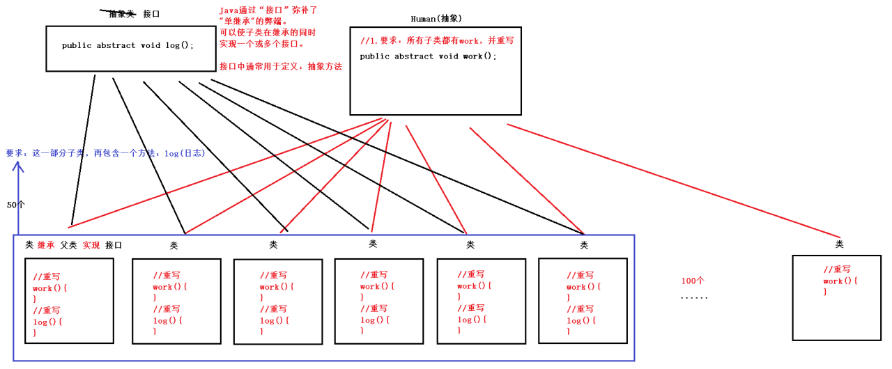 抽象类 接口
public abstract void log();
Java通过“接口”弥补了
“单继承”的弊端。
可以使子类在继承的同时
实现一个或多个接口。
接口中通常用于定义，抽象方法
Human(抽象)
//1.要求，所有子类都有work，并重写
public abstract void work();
要求：这一部分子类，再包含一个方法：log(日志)
50个
类 继承 父类 实现 接口
//重写
work(){
}
//重写
log(){
}
类
//重写
work(){
}
//重写
log(){
}
类
//重写
work(){
}
//重写
log(){
}
类
//重写
work(){
}
//重写
log(){
}
类
//重写
work(){
}
//重写
log(){
}
类
//重写
work(){
}
//重写
log(){
}
100个
......
类
//重写
work(){
}